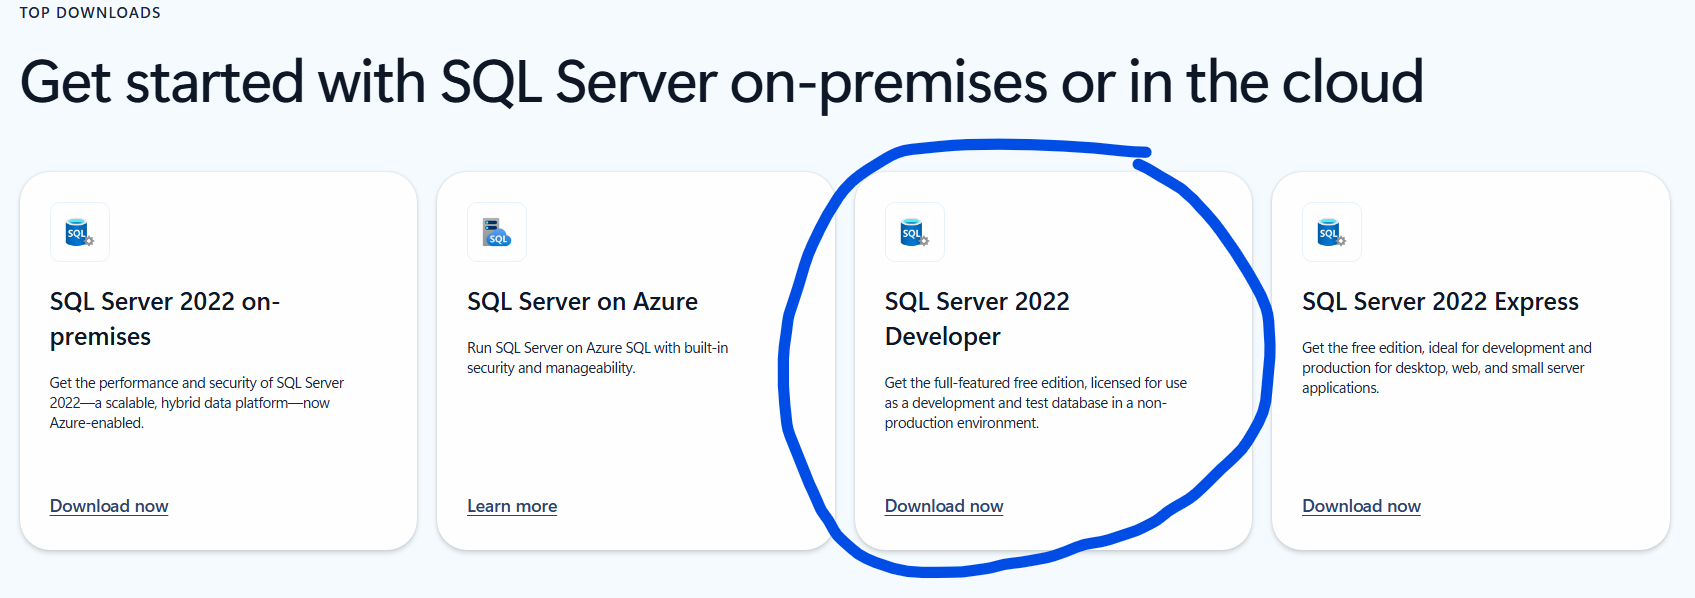 TOP DOWNLOADS
Get started with SQL Server on-premises or in the cloud
SQL
SQL Server 2022 on-
premises
Get the performance and security of SQL Server
2022—a scalable, hybrid data platform—now
Azure-enabled.
Download now
SQL
SQL Server on Azure
Run SQL Server on Azure SQL with built-in
security and manageability.
Learn more
SQL
SQL Server 2022
Developer
Get the full-featured free edition, licensed for use
as a development and test database in a non-
production environment.
Download now
SQL
SQL Server 2022 Express
Get the free edition, ideal for development and
production for desktop, web, and small server
applications.
Download now